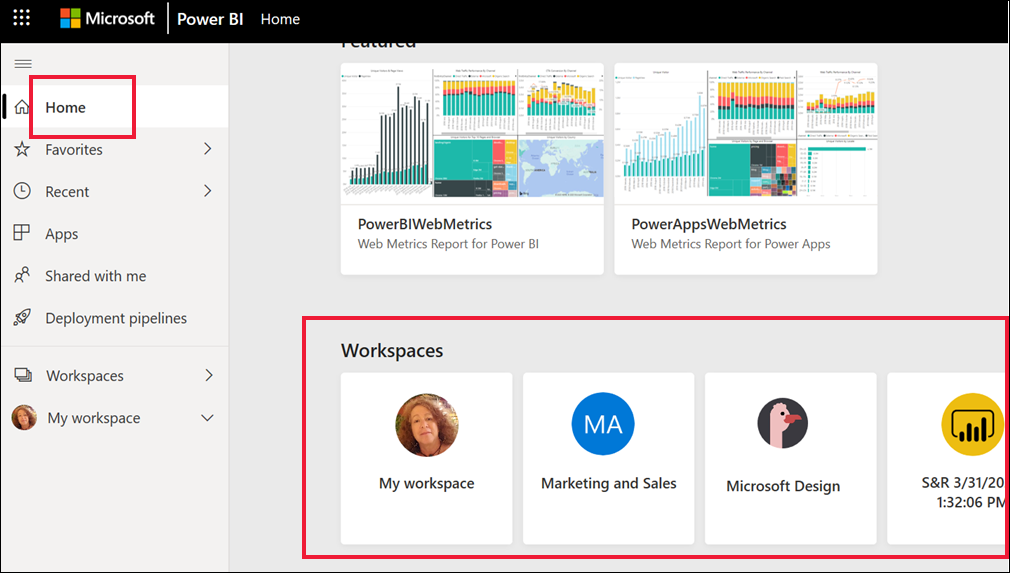 Microsoft Power BI Home
Featured
Home
Favorites
Recent
Apps
Shared with me
Deployment pipelines
Workspaces
My workspace
PowerBIWebMetrics
Web Metrics Report for Power BI
PowerAppsWebMetrics
Web Metrics Report for Power Apps
Workspaces
My workspace
MA
Marketing and Sales
Microsoft Design
S&R 3/31/20
1:32:06 PM